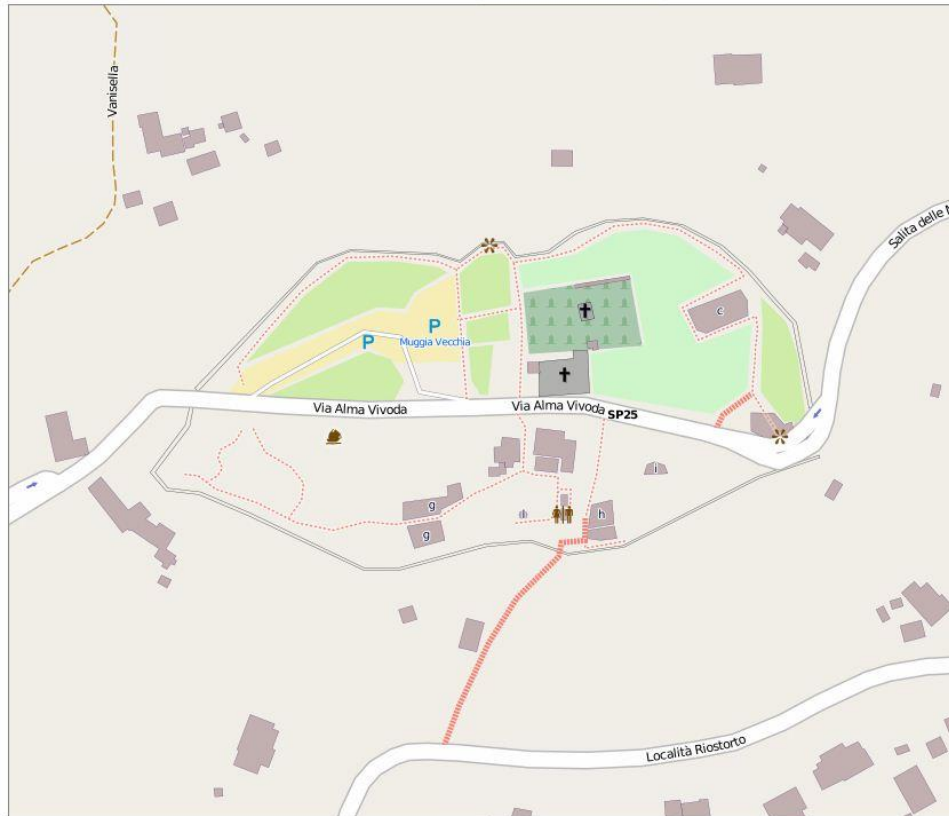 Vanisella
Salita delle M
c
P
P
Muggia Vecchia
Via Alma Vivoda
Via Alma Vivoda
SP25
i
g
h
g
Località Riostorto